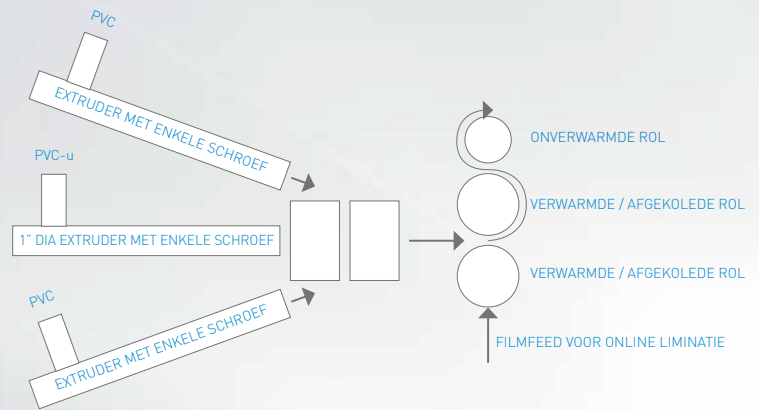 PVC
EXTRUDER MET ENKELE SCHROEF
PVC-u
1" DIA EXTRUDER MET ENKELE SCHROEF
PVC
EXTRUDER MET ENKELE SCHROEF
ONVERWARMDE ROL
VERWARMDE / AFGEKOLEDE ROL
VERWARMDE / AFGEKOLEDE ROL
FILMFEED VOOR ONLINE LIMINATIE